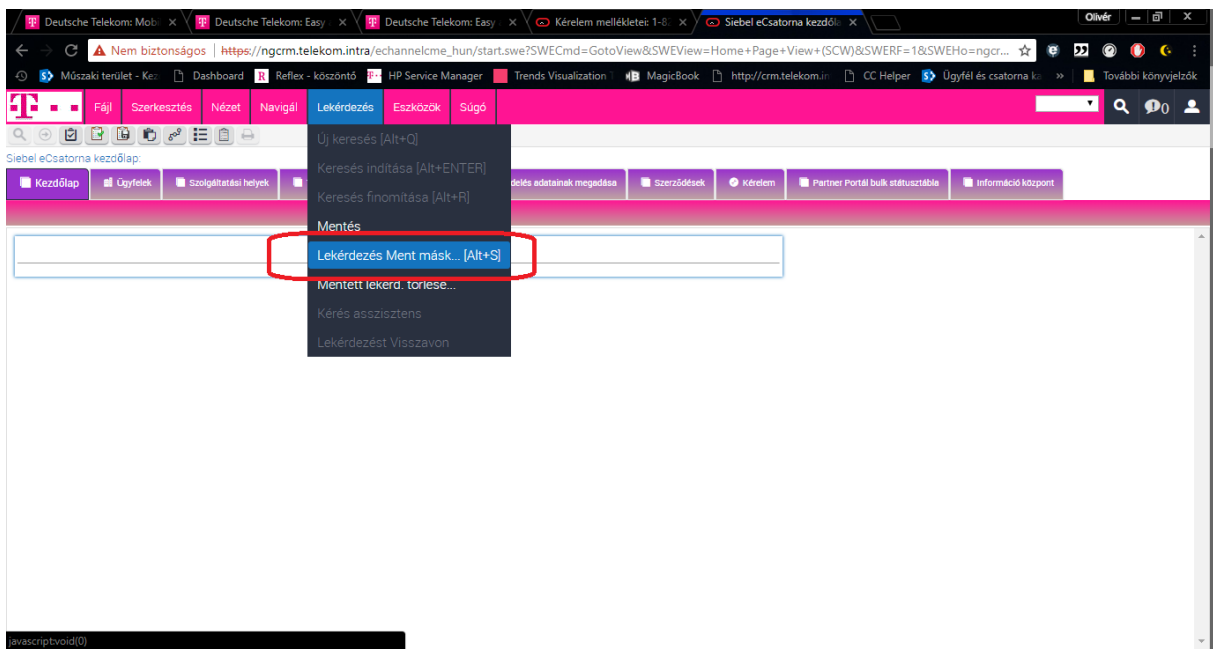 Deutsche Telekom: Mobi
Deutsche Telekom: Easy
Deutsche Telekom: Easy
Kérelem mellékletei: 1-8
Siebel eCsatorna kezdőla
Olivér
Nem biztonságos | https://ngcrm.telekom.intra/echannelcme_hun/start.swe?SWECmd=GotoView&SWEView=Home+Page+View+(SCW)&SWERF=1&SWEHo=ngcr...
Műszaki terület - Kez
Dashboard
Reflex - köszöntő
HP Service Manager
Trends Visualization
MagicBook
http://crm.telekom.in
CC Helper
Ügyfél és csatorna ka
»
További könyvjelzők
T
Fájl
Szerkesztés
Nézet
Navigál
Lekérdezés
Eszközök
Súgó
0
Siebel eCsatorna kezdőlap:
Új keresés [Alt+Q]
Keresés indítása [Alt+ENTER]
Keresés finomítása [Alt+R]
Mentés
Lekérdezés Ment másk... [Alt+S]
Mentett lekérd. törlése...
Kérés asszisztens
Lekérdezést Visszavon
Kezdőlap
Ügyfelek
Szolgáltatási helyek
delés adatainak megadása
Szerződések
Kérelem
Partner Portál bulk státusztábla
Információ központ
javascript:void(0)